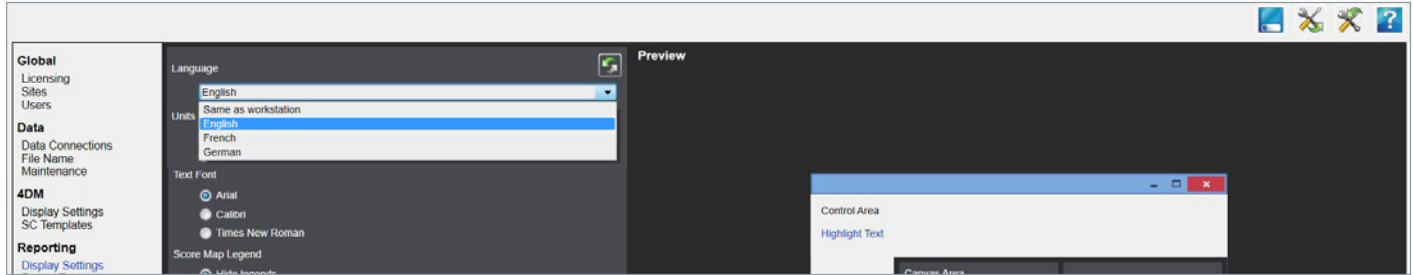 Global
Licensing
Sites
Users
Data
Data Connections
File Name
Maintenance
4DM
Display Settings
SC Templates
Reporting
Display Settings
Language
English
Same as workstation
Units
English
French
German
Text Font
Arial
Calibri
Times New Roman
Score Map Legend
Hide legends
Preview
Control Area
Highlight Text
Canvas Area